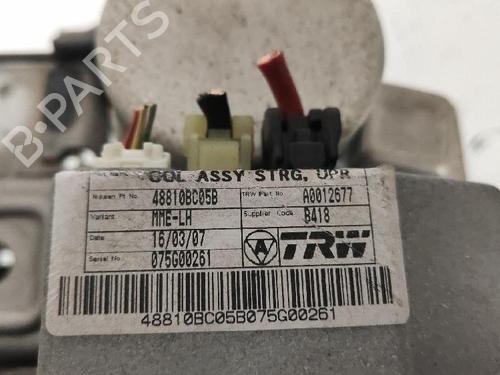 B-PARTS
COL ASSY STRG, UPR
Nissan Pt No. 48810BC05B TRW Part No A0012677
Variant MME-LH Supplier Code B418
Date 16/03/07
Serial No. 075G00261
A TRW
48810BC05B075G00261